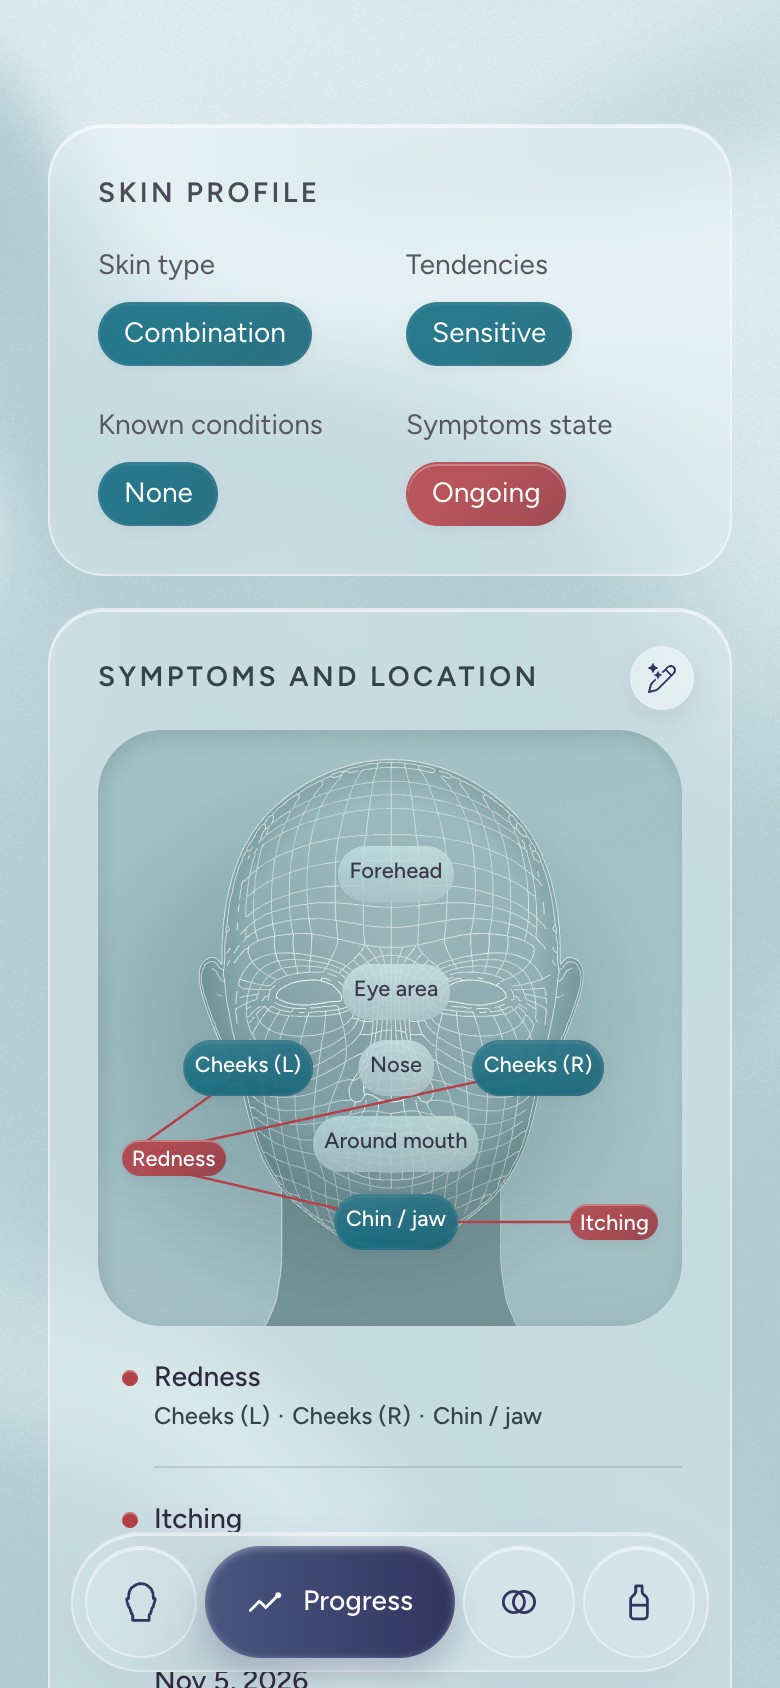 SKIN PROFILE
Skin type
Tendencies
Combination
Sensitive
Known conditions
Symptoms state
None
Ongoing
SYMPTOMS AND LOCATION
Forehead
Eye area
Cheeks (L)
Nose
Cheeks (R)
Around mouth
Redness
Chin / jaw
Itching
Redness
Cheeks (L) · Cheeks (R) · Chin / jaw
Itching
Progress
Nov 5, 2026